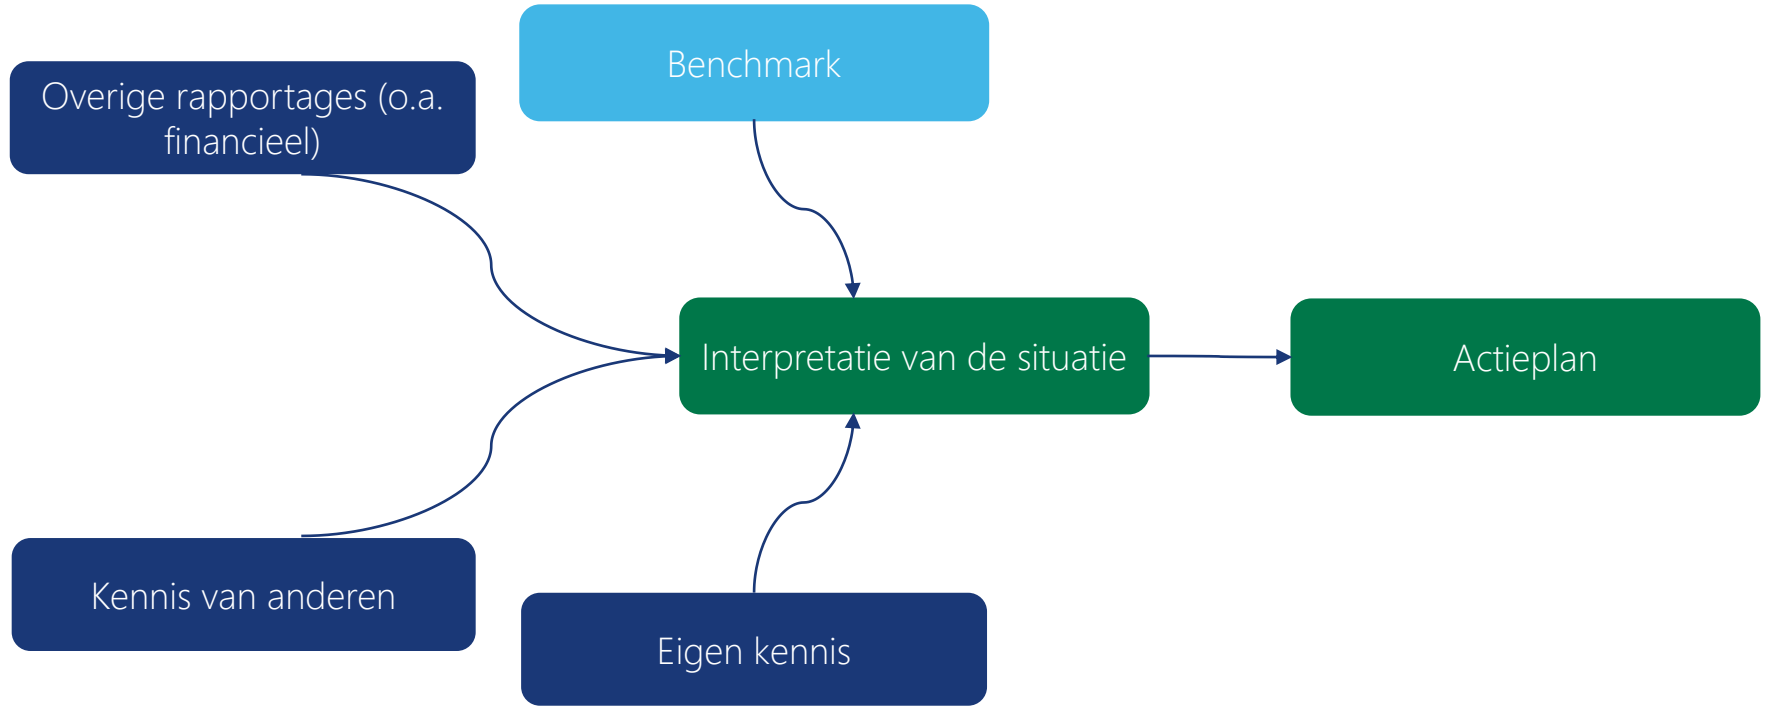 Benchmark
Overige rapportages (o.a.
financieel)
Interpretatie van de situatie
Actieplan
Kennis van anderen
Eigen kennis